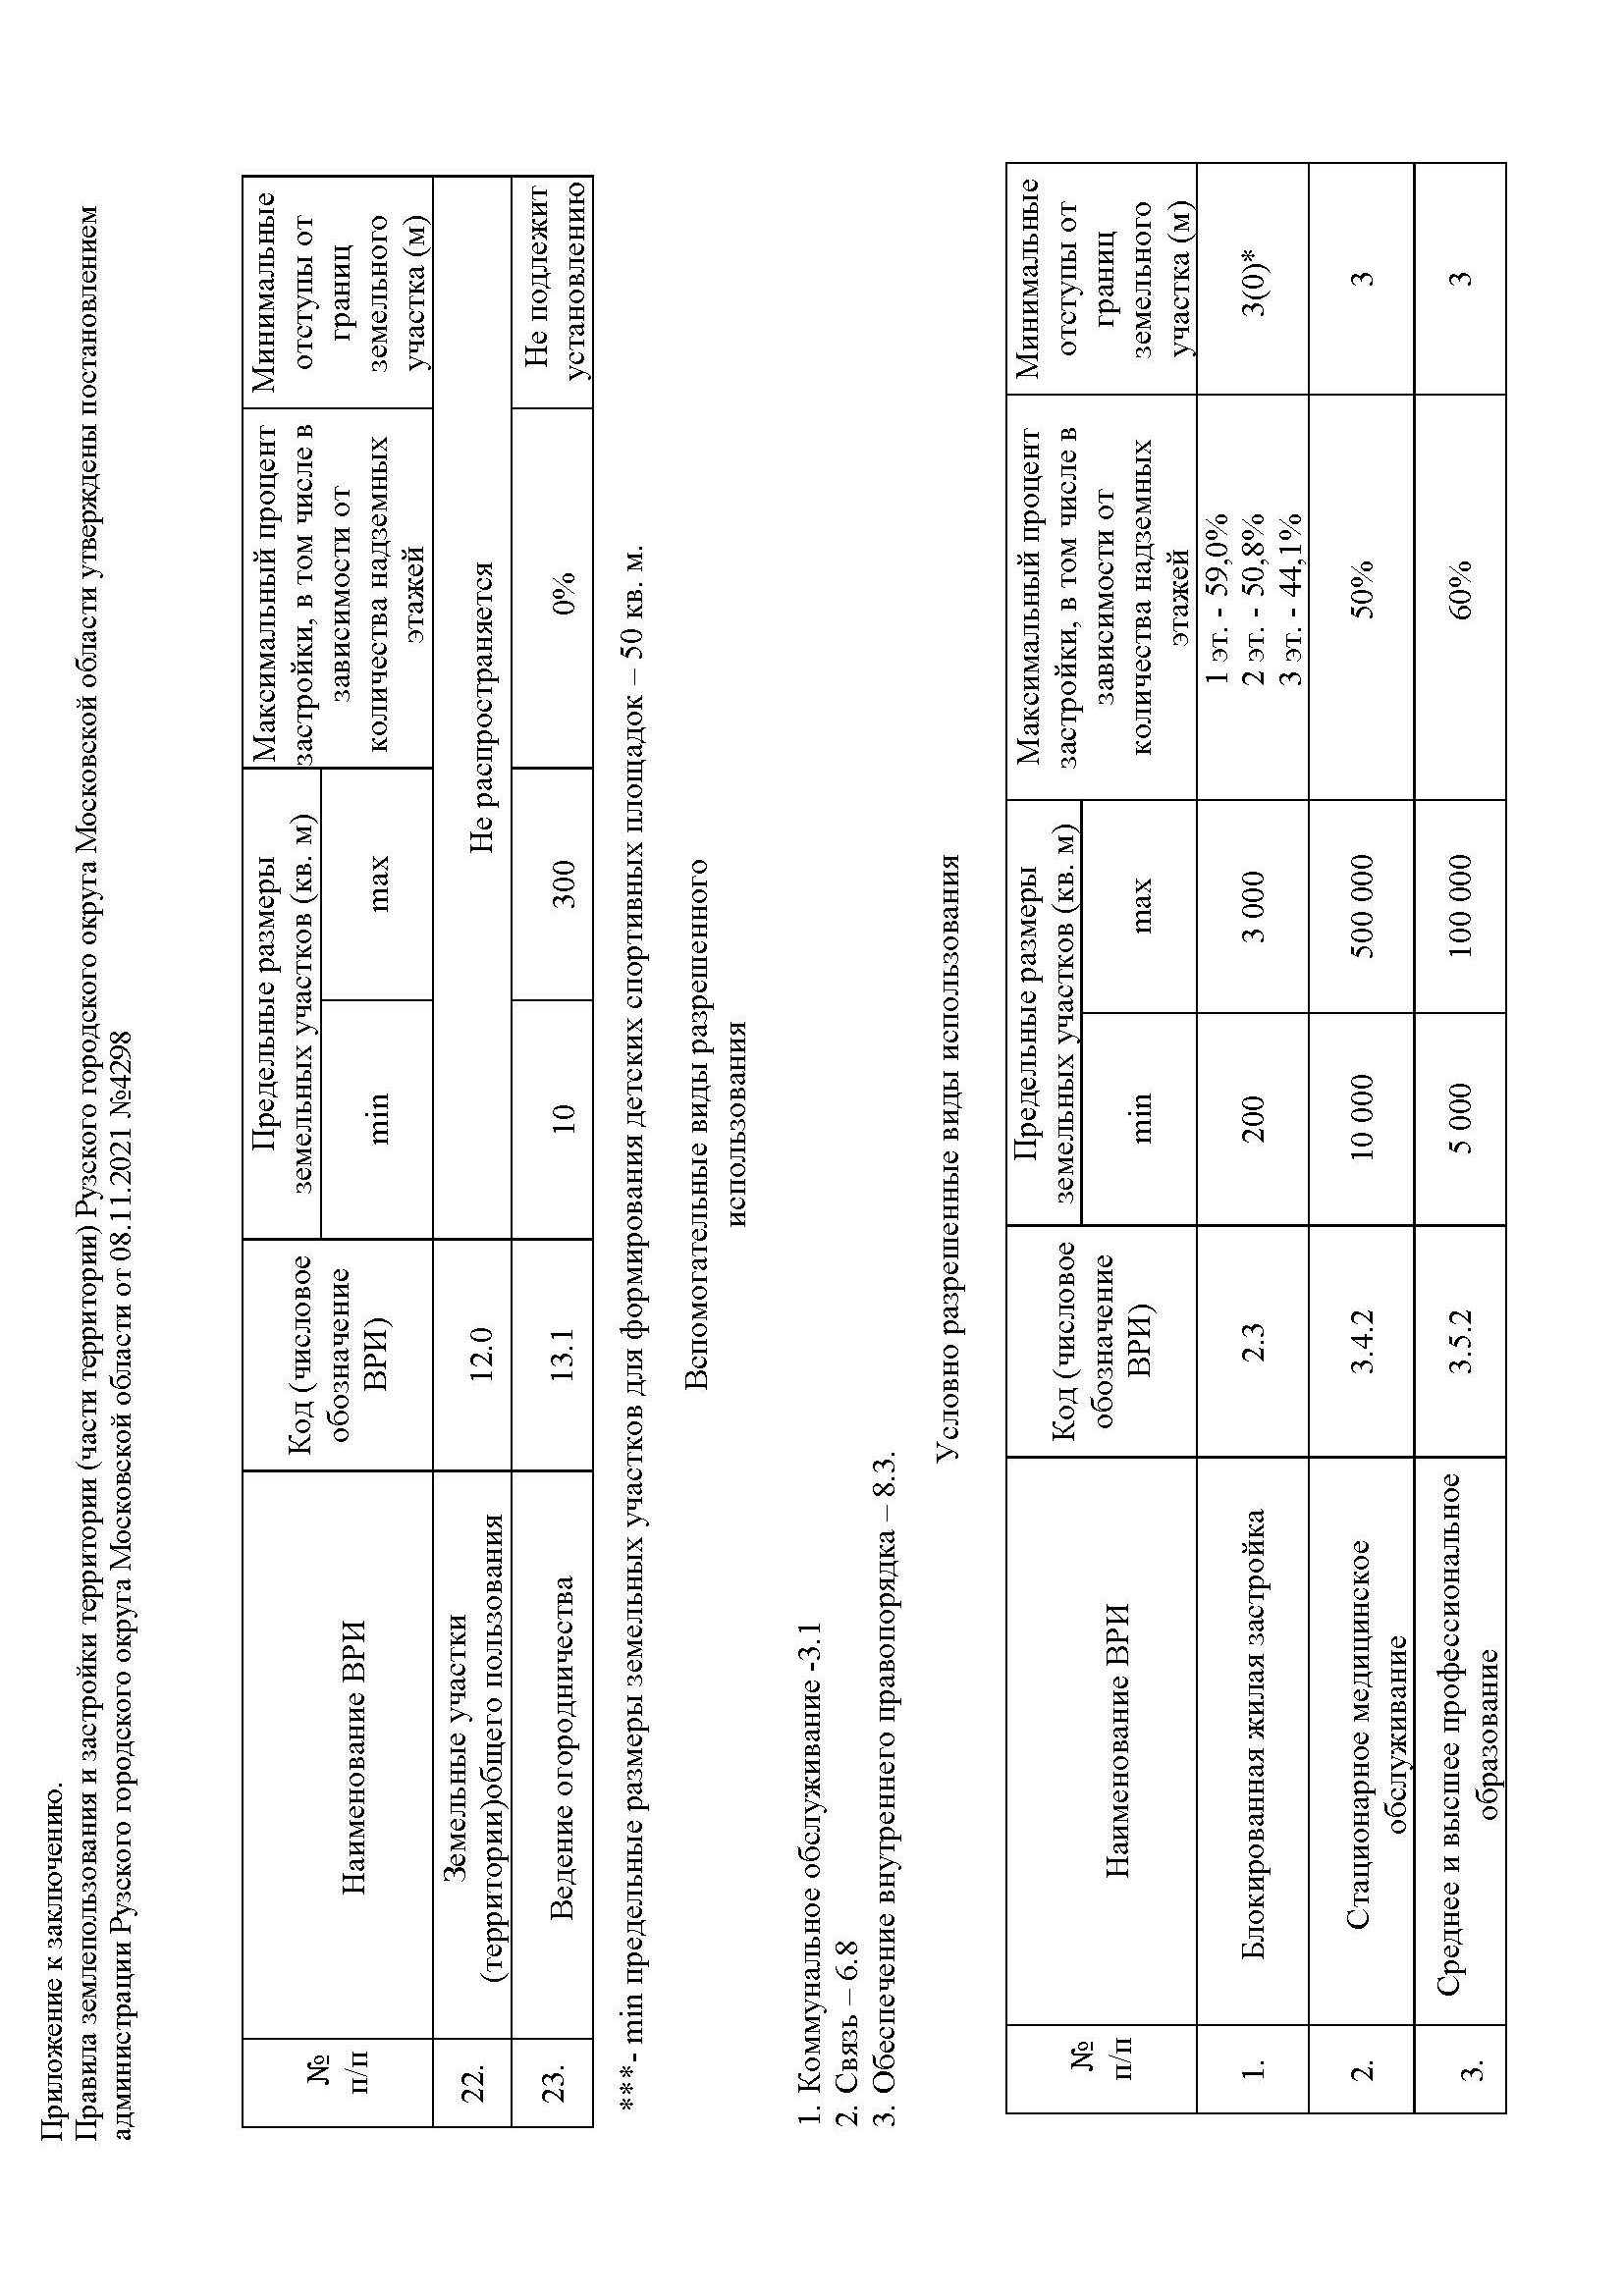 Приложение к заключению.
Правила землепользования и застройки территории (части территории) Рузского городского округа Московской области утверждены постановлением
администрации Рузского городского округа Московской области от 08.11.2021 №4298
№
п/п
Наименование ВРИ
Код (числовое
обозначение
ВРИ)
Предельные размеры
земельных участков (кв. м)
min
max
Максимальный процент
застройки, в том числе в
зависимости от
количества надземных
этажей
Минимальные
отступы от
границ
земельного
участка (м)
22.
Земельные участки
(территории)общего пользования
12.0
Не распространяется
23.
Ведение огородничества
13.1
10
300
0%
Не подлежит
установлению
***- min предельные размеры земельных участков для формирования детских спортивных площадок – 50 кв. м.
Вспомогательные виды разрешенного
использования
1. Коммунальное обслуживание -3.1
2. Связь – 6.8
3. Обеспечение внутреннего правопорядка – 8.3.
Условно разрешенные виды использования
№
п/п
Наименование ВРИ
Код (числовое
обозначение
ВРИ)
Предельные размеры
земельных участков (кв. м)
min
max
Максимальный процент
застройки, в том числе в
зависимости от
количества надземных
этажей
Минимальные
отступы от
границ
земельного
участка (м)
1.
Блокированная жилая застройка
2.3
200
3 000
1 эт. - 59,0%
2 эт. - 50,8%
3 эт. - 44,1%
3(0)*
2.
Стационарное медицинское
обслуживание
3.4.2
10 000
500 000
50%
3
3.
Среднее и высшее профессиональное
образование
3.5.2
5 000
100 000
60%
3